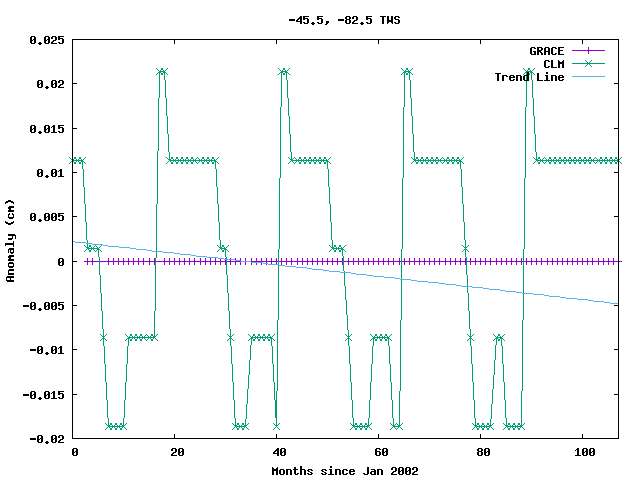 -45.5, -82.5 TWS
0.025
0.02
0.015
0.01
0.005
0
-0.005
-0.01
-0.015
-0.02
Anomaly (cm)
GRACE
CLM
Trend Line
0 20 40 60 80 100
Months since Jan 2002